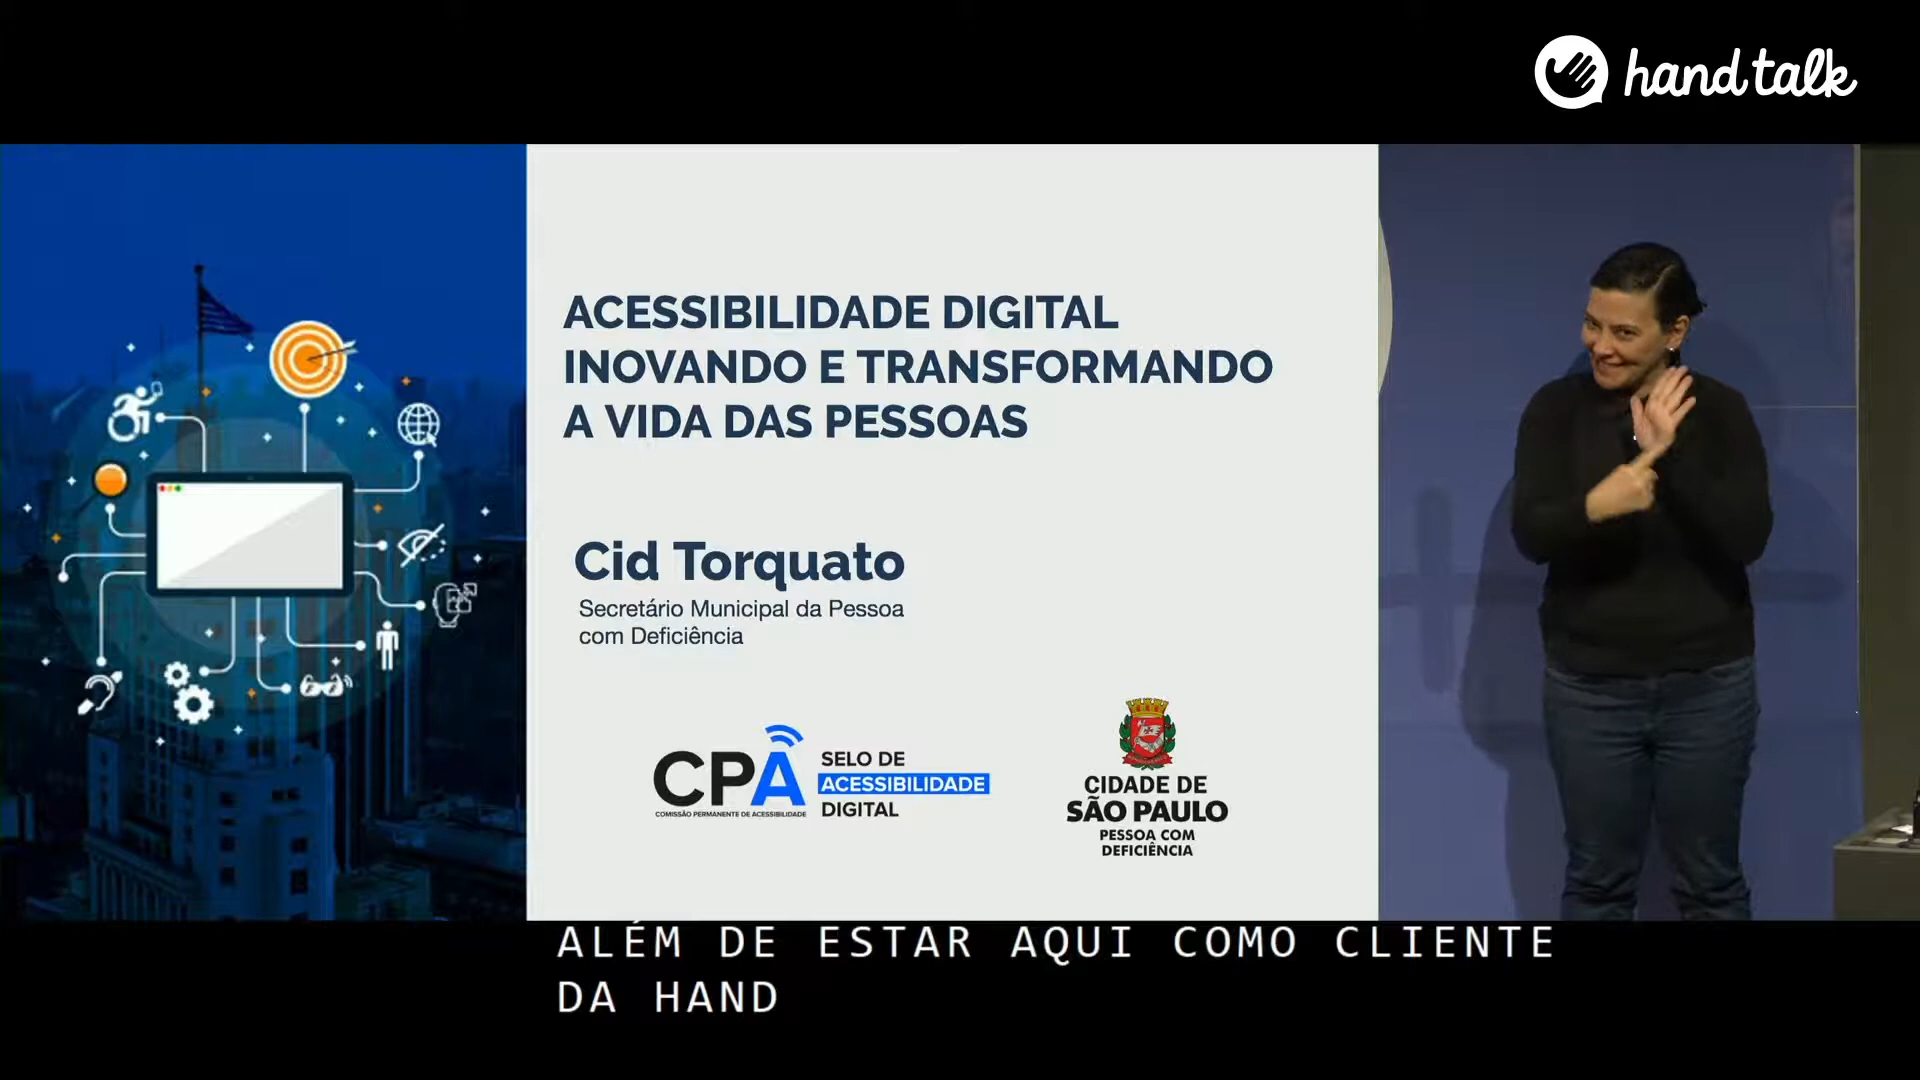 hand talk
ACESSIBILIDADE DIGITAL
INOVANDO E TRANSFORMANDO
A VIDA DAS PESSOAS
Cid Torquato
Secretário Municipal da Pessoa
com Deficiência
CPA
COMISSÃO PERMANENTE DE ACESSIBILIDADE
SELO DE
ACESSIBILIDADE
DIGITAL
CIDADE DE
SÃO PAULO
PESSOA COM
DEFICIÊNCIA
ALÉM DE ESTAR AQUI COMO CLIENTE
DA HAND